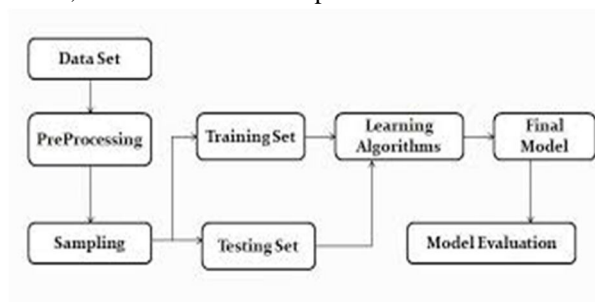 Data Set
PreProcessing
Sampling
Training Set
Testing Set
Learning
Algorithms
Final
Model
Model Evaluation